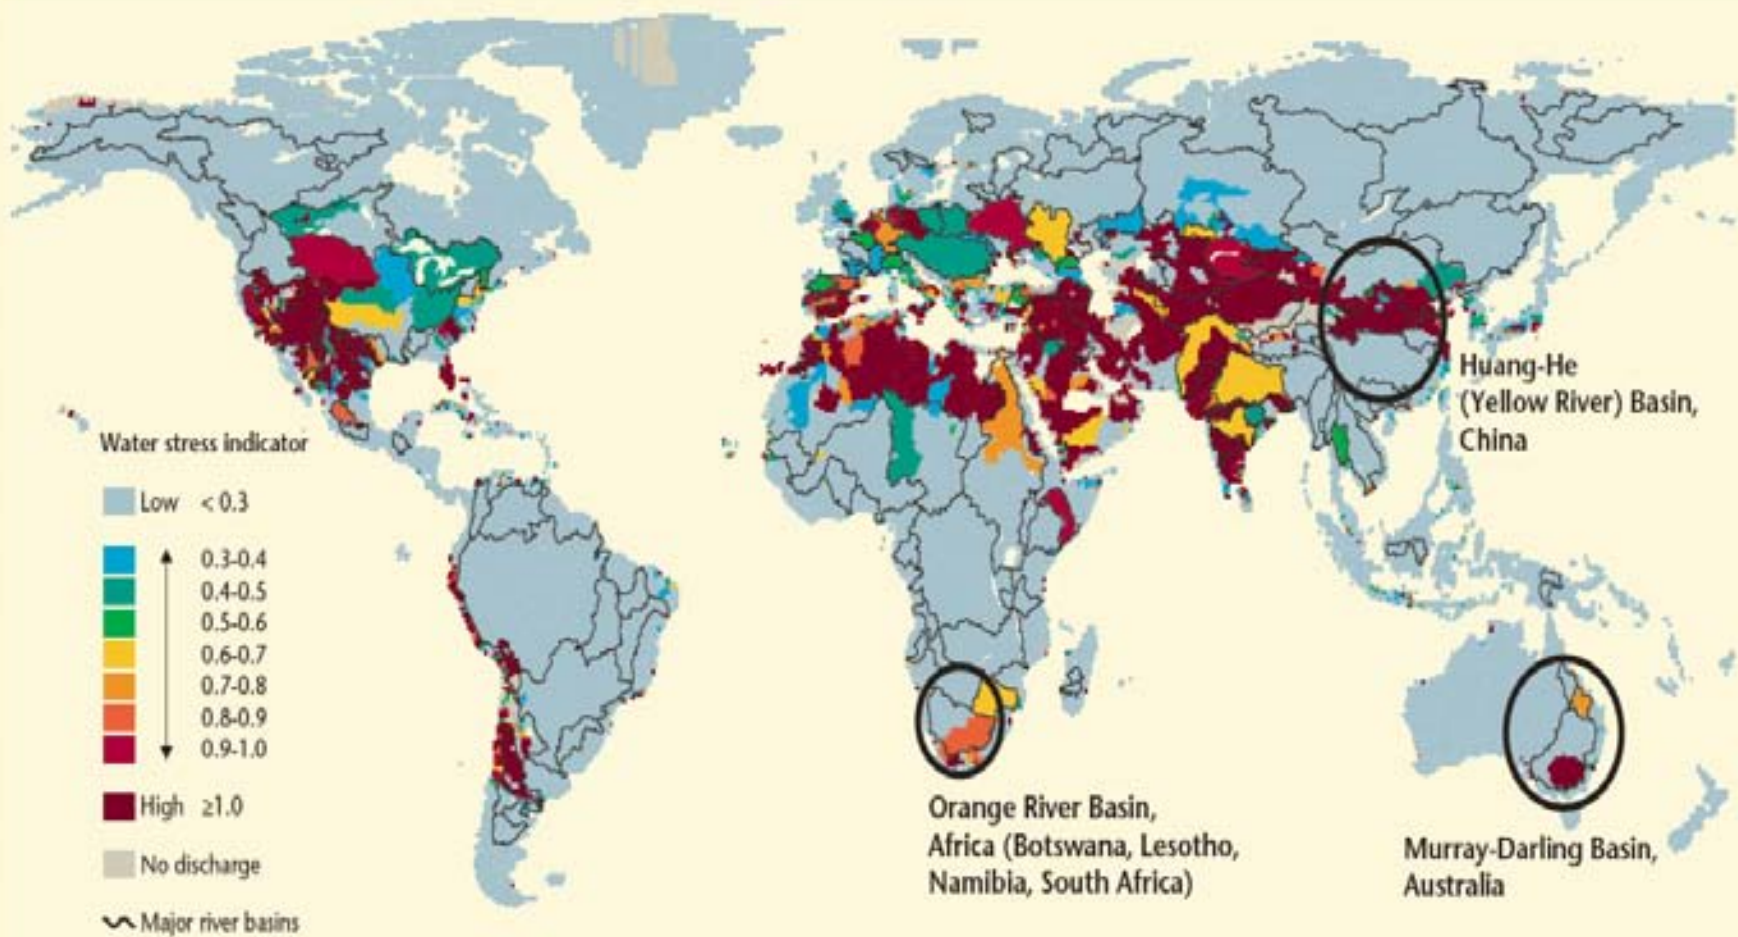 Huang-He
(Yellow River) Basin,
China
Water stress indicator
Low < 0.3
0.3-0.4
0.4-0.5
0.5-0.6
0.6-0.7
0.7-0.8
0.8-0.9
0.9-1.0
High ≥1.0
No discharge
Major river basins
Orange River Basin,
Africa (Botswana, Lesotho,
Namibia, South Africa)
Murray-Darling Basin,
Australia